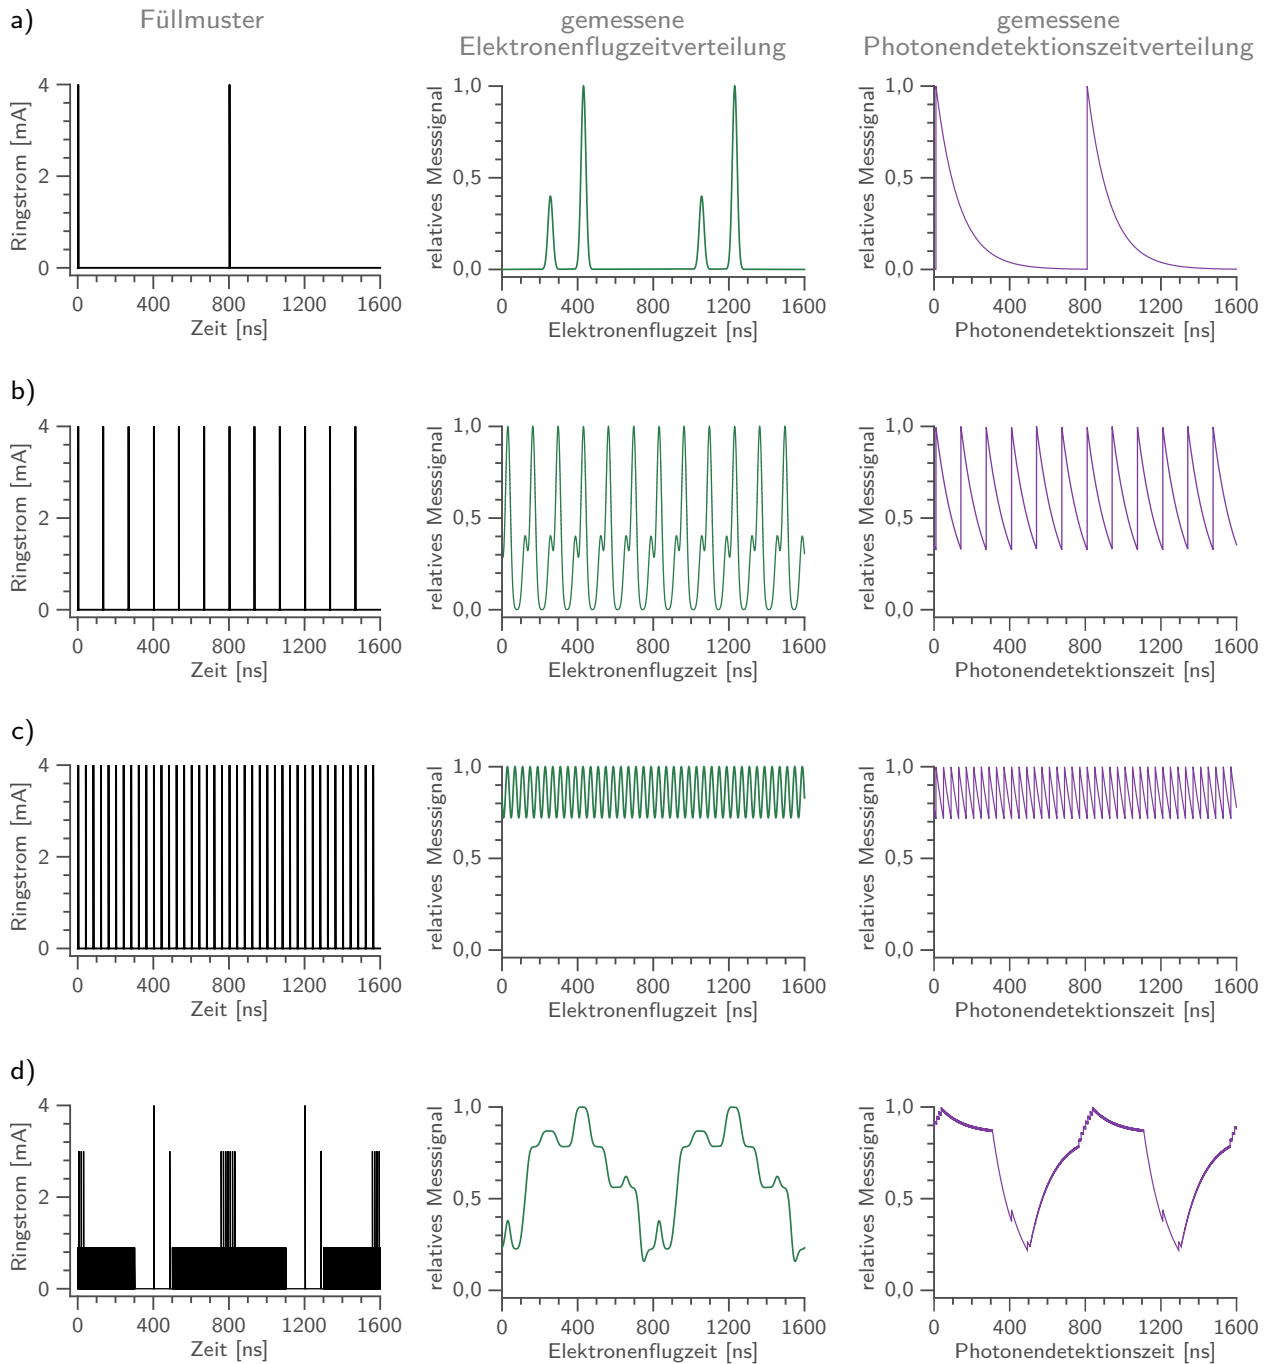 a)
Füllmuster
gemessene
Elektronenflugzeitverteilung
gemessene
Photonendetektionszeitverteilung
Ringstrom [mA]
4
2
0
0 400 800 1200 1600
Zeit [ns]
relatives Messsignal
1,0
0,5
0,0
0 400 800 1200 1600
Elektronenflugzeit [ns]
relatives Messsignal
1,0
0,5
0,0
0 400 800 1200 1600
Photonendetektionszeit [ns]
b)
Ringstrom [mA]
4
2
0
0 400 800 1200 1600
Zeit [ns]
relatives Messsignal
1,0
0,5
0,0
0 400 800 1200 1600
Elektronenflugzeit [ns]
relatives Messsignal
1,0
0,5
0,0
0 400 800 1200 1600
Photonendetektionszeit [ns]
c)
Ringstrom [mA]
4
2
0
0 400 800 1200 1600
Zeit [ns]
relatives Messsignal
1,0
0,5
0,0
0 400 800 1200 1600
Elektronenflugzeit [ns]
relatives Messsignal
1,0
0,5
0,0
0 400 800 1200 1600
Photonendetektionszeit [ns]
d)
Ringstrom [mA]
4
2
0
0 400 800 1200 1600
Zeit [ns]
relatives Messsignal
1,0
0,5
0,0
0 400 800 1200 1600
Elektronenflugzeit [ns]
relatives Messsignal
1,0
0,5
0,0
0 400 800 1200 1600
Photonendetektionszeit [ns]